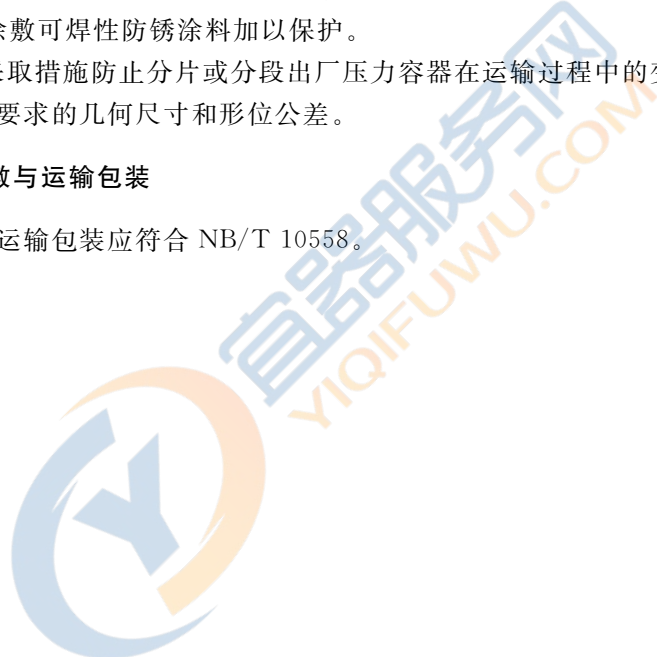 涂敷可焊性防锈涂料加以保护。
采取措施防止分片或分段出厂压力容器在运输过程中的变
要求的几何尺寸和形位公差。
敷与运输包装
运输包装应符合 NB/T 10558。
仪器服务网
YIQIFUWU.COM